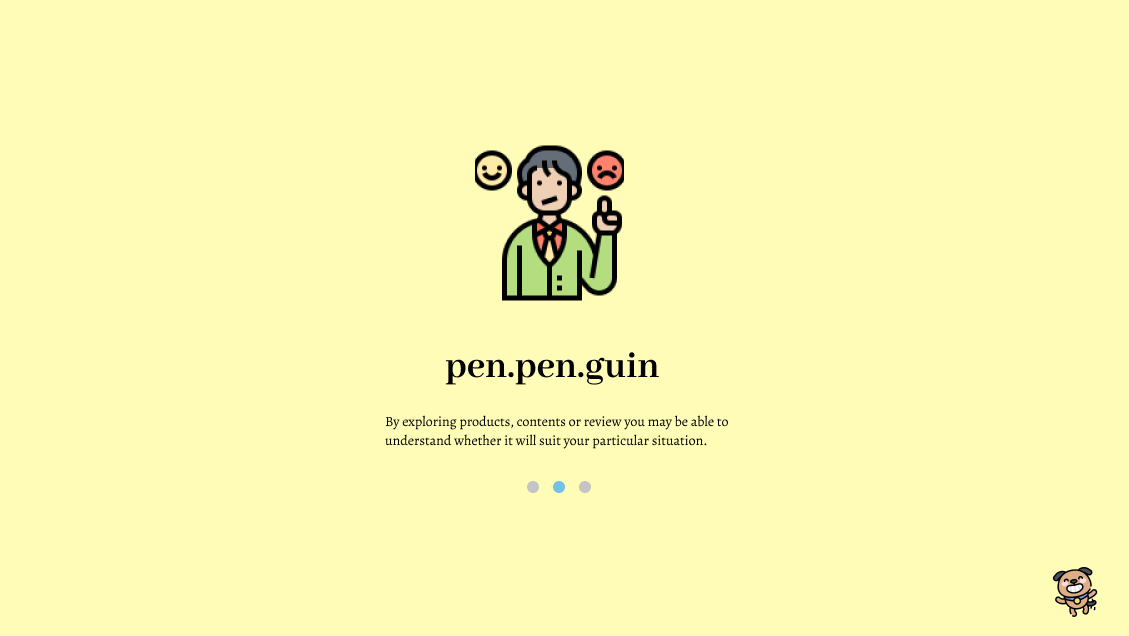 pen.pen.guin
By exploring products, contents or review you may be able to
understand whether it will suit your particular situation.